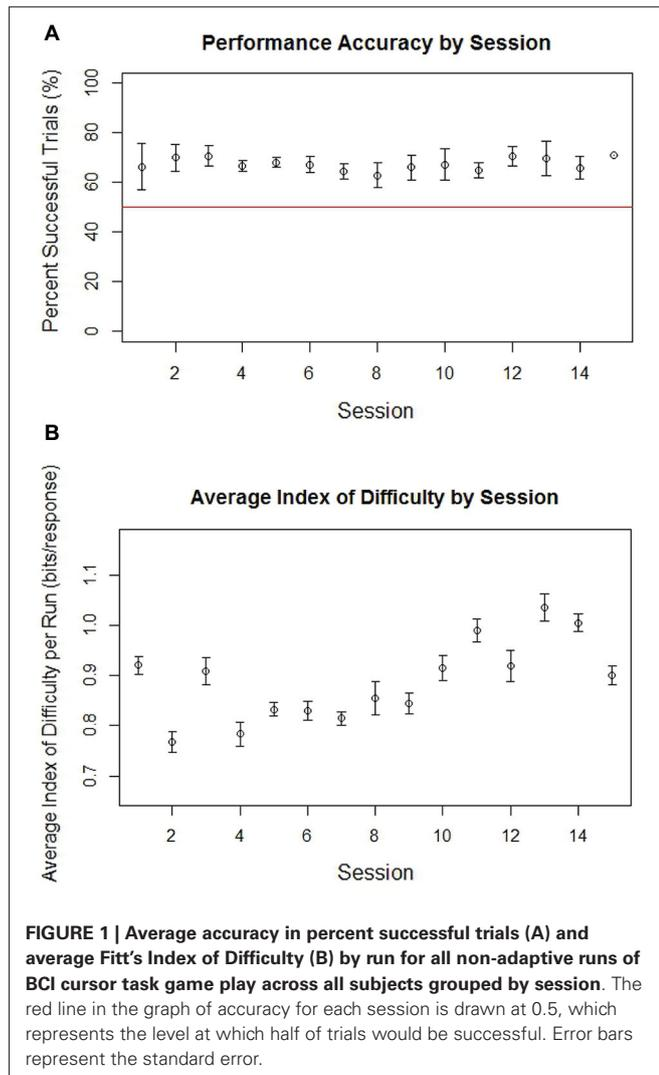 A
Performance Accuracy by Session
Percent Successful Trials (%)
100
80
60
40
20
0
2 4 6 8 10 12 14
Session
B
Average Index of Difficulty by Session
Average Index of Difficulty per Run (bits/response)
1.1
1.0
0.9
0.8
0.7
2 4 6 8 10 12 14
Session
FIGURE 1 | Average accuracy in percent successful trials (A) and
average Fitt's Index of Difficulty (B) by run for all non-adaptive runs of
BCI cursor task game play across all subjects grouped by session. The
red line in the graph of accuracy for each session is drawn at 0.5, which
represents the level at which half of trials would be successful. Error bars
represent the standard error.